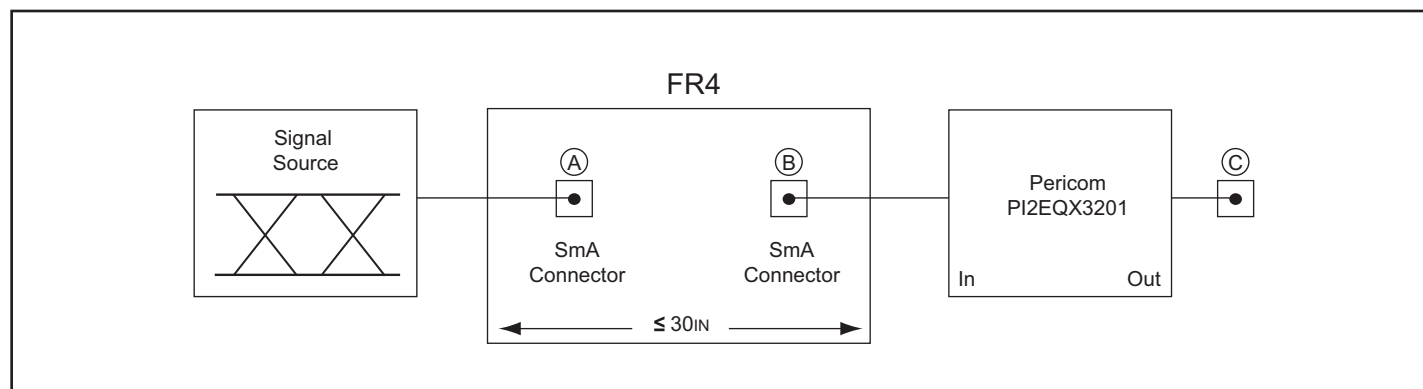 FR4
Signal
Source
A
B
C
SmA
Connector
SmA
Connector
Pericom
PI2EQX3201
In
Out
≤ 30IN